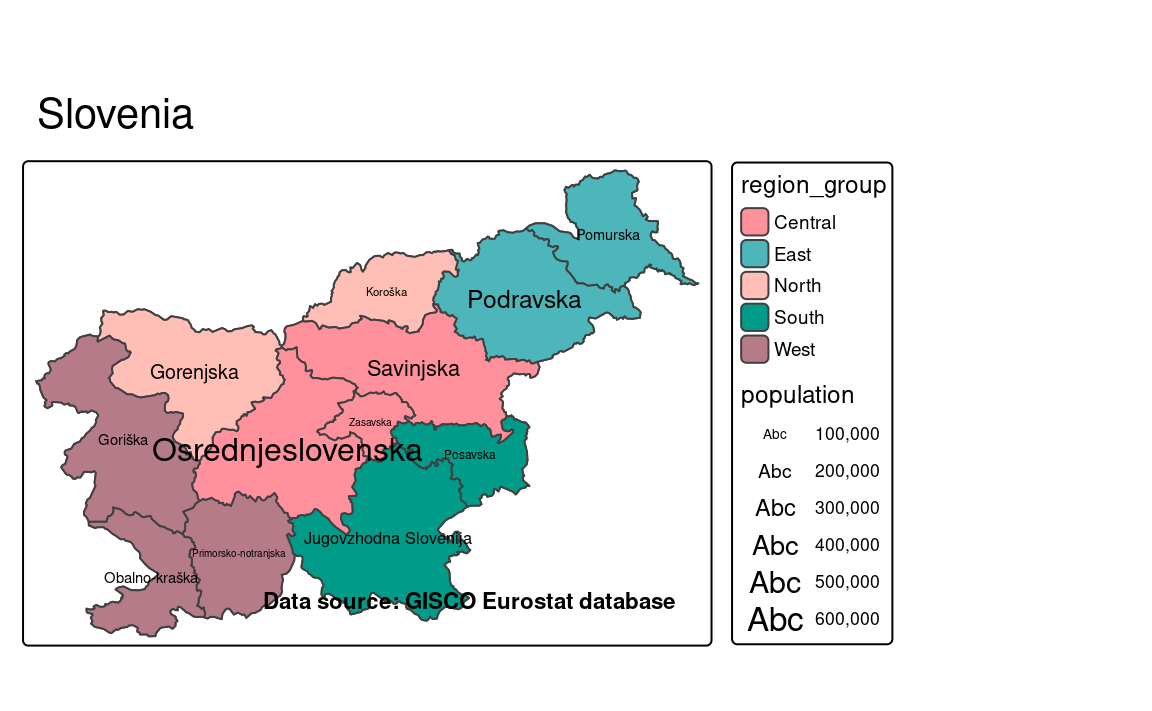 Slovenia
Pomurska
Koroška
Podravska
Gorenjska
Savinjska
Zasavska
Goriška
Osrednjeslovenska
Posavska
Jugovzhodna Slovenija
Primorsko-notranjska
Obalno-kraška
Data source: GISCO Eurostat database
region_group
Central
East
North
South
West
population
Abc 100,000
Abc 200,000
Abc 300,000
Abc 400,000
Abc 500,000
Abc 600,000